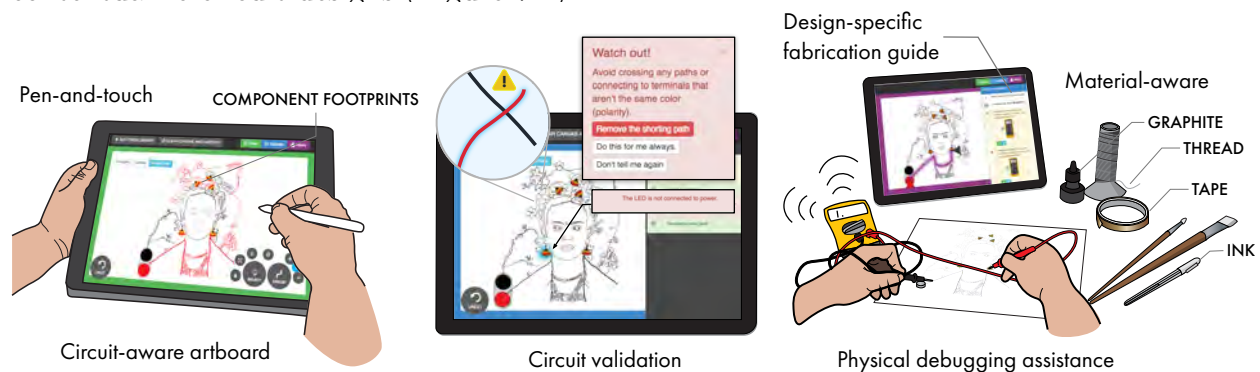 Pen-and-touch
COMPONENT FOOTPRINTS
Circuit-aware artboard
Watch out!
Avoid crossing any paths or
connecting to terminals that
aren't the same color
(polarity).
Remove the shorting path
Do this for me always.
Don't tell me again
The LED is not connected to power.
Circuit validation
Design-specific
fabrication guide
Material-aware
GRAPHITE
THREAD
TAPE
INK
1.
Physical debugging assistance